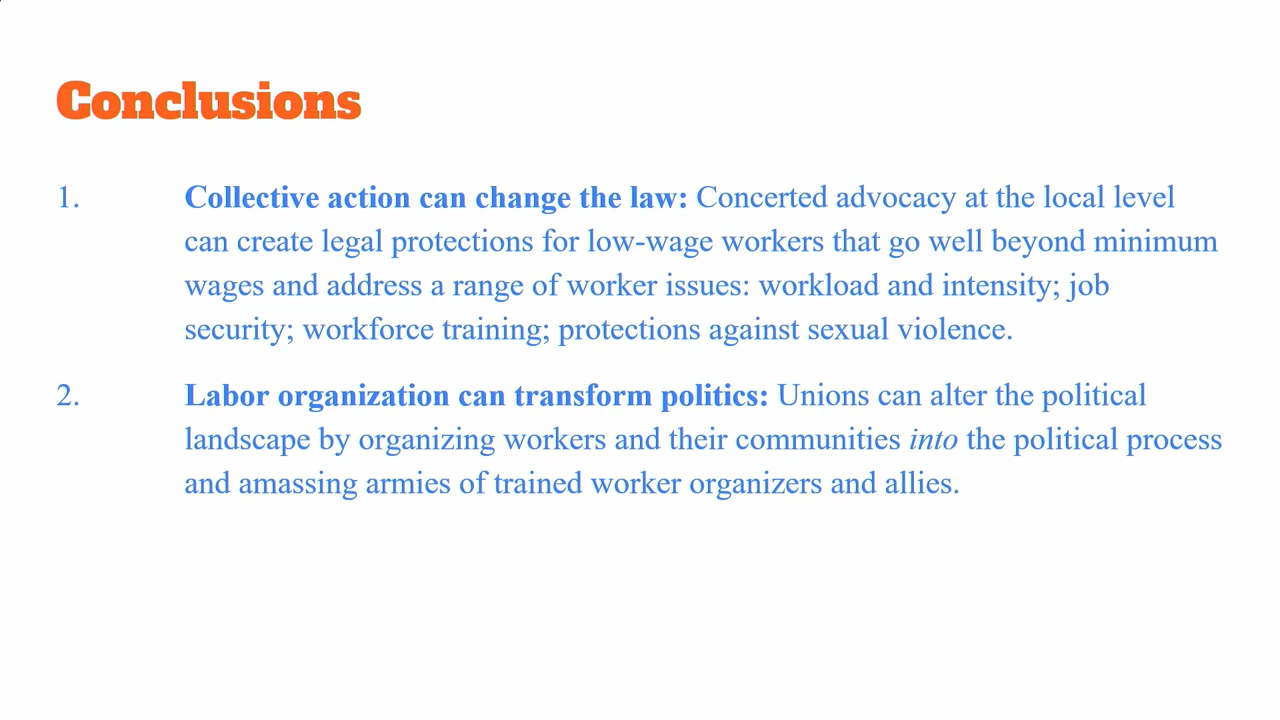 Conclusions
1. Collective action can change the law: Concerted advocacy at the local level
can create legal protections for low-wage workers that go well beyond minimum
wages and address a range of worker issues: workload and intensity; job
security; workforce training; protections against sexual violence.
2. Labor organization can transform politics: Unions can alter the political
landscape by organizing workers and their communities into the political process
and amassing armies of trained worker organizers and allies.